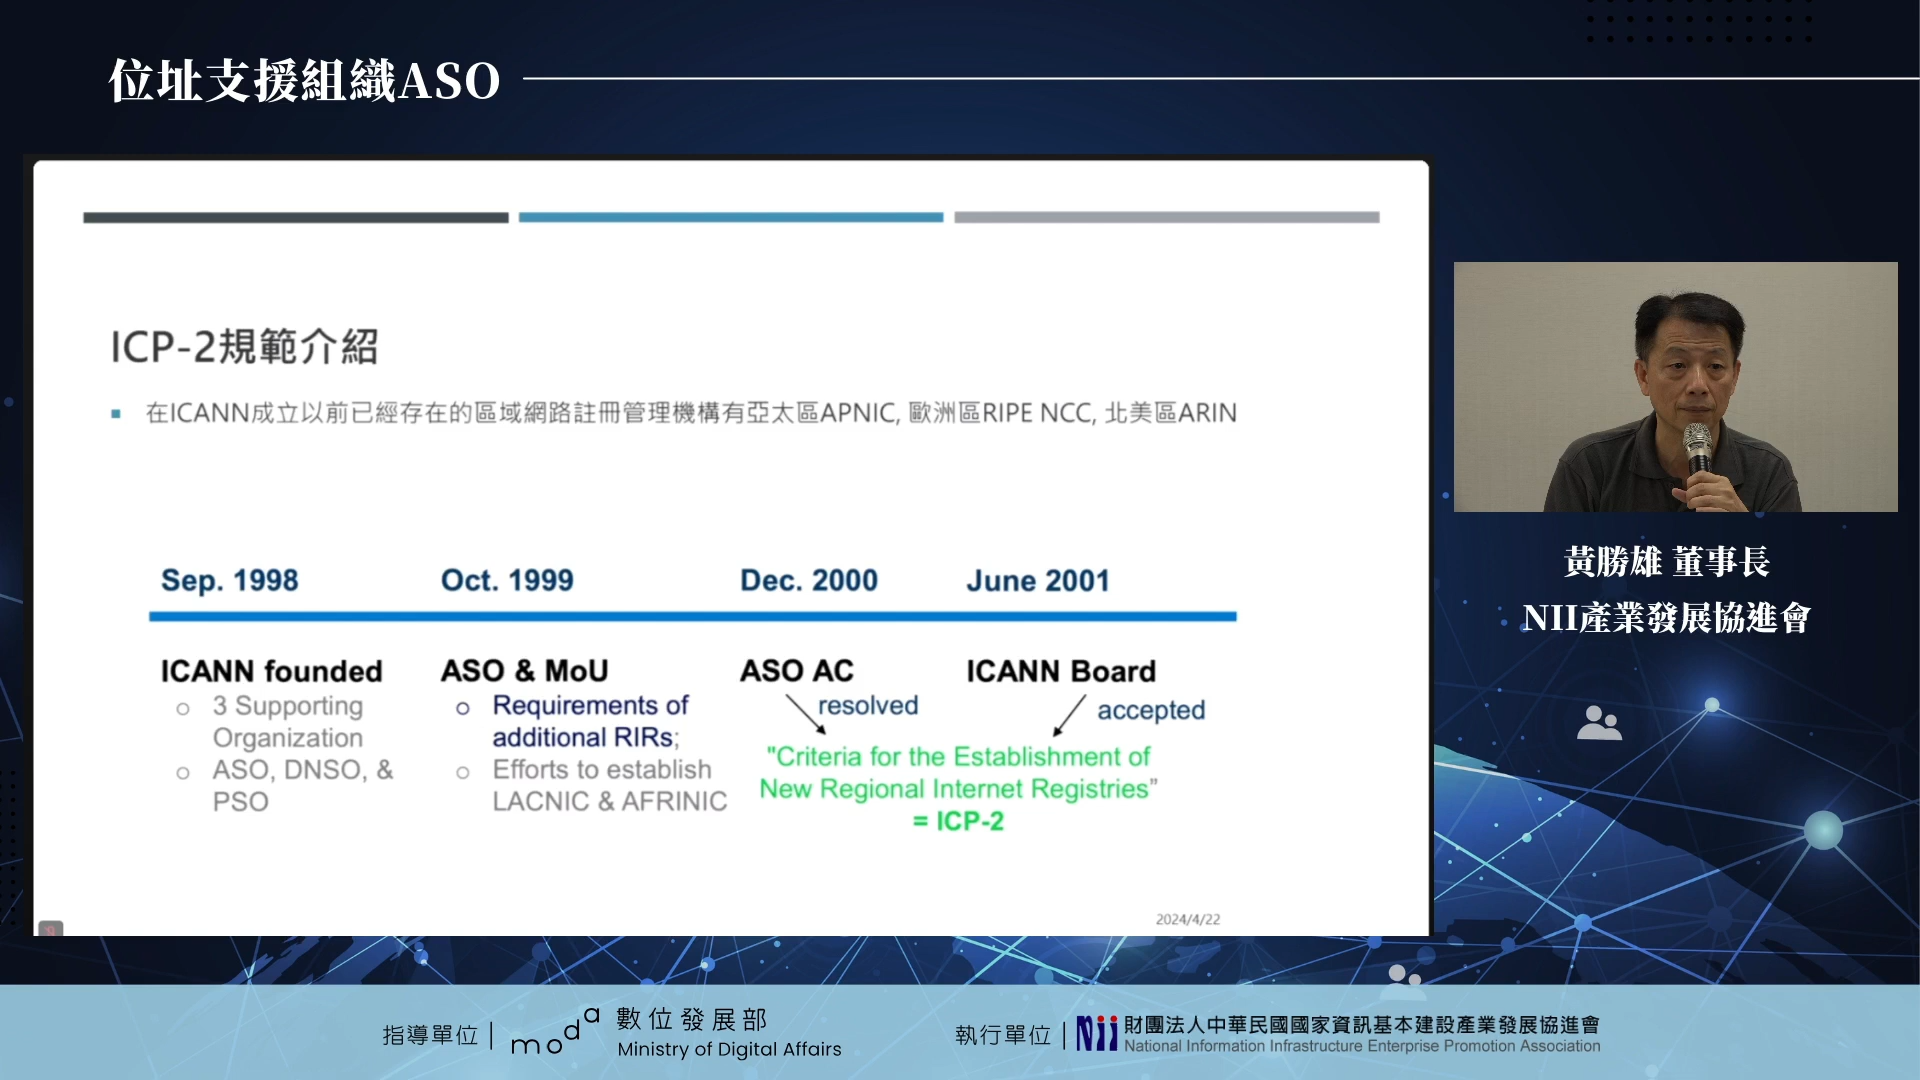 位址支援組織ASO
ICP-2規範介紹
在ICANN成立以前已經存在的區域網路註冊管理機構有亞太區APNIC, 歐洲區RIPE NCC, 北美區ARIN
Sep. 1998
Oct. 1999
Dec. 2000
June 2001
ICANN founded
3 Supporting
Organization
ASO, DNSO, &
PSO
ASO & MoU
Requirements of
additional RIRs;
Efforts to establish
LACNIC & AFRINIC
ASO AC
resolved
ICANN Board
accepted
"Criteria for the Establishment of
New Regional Internet Registries”
= ICP-2
2024/4/22
黃勝雄 董事長
NII產業發展協進會
指導單位
moda
數位發展部
Ministry of Digital Affairs
執行單位
Nii
財團法人中華民國國家資訊基本建設產業發展協進會
National Information Infrastructure Enterprise Promotion Association